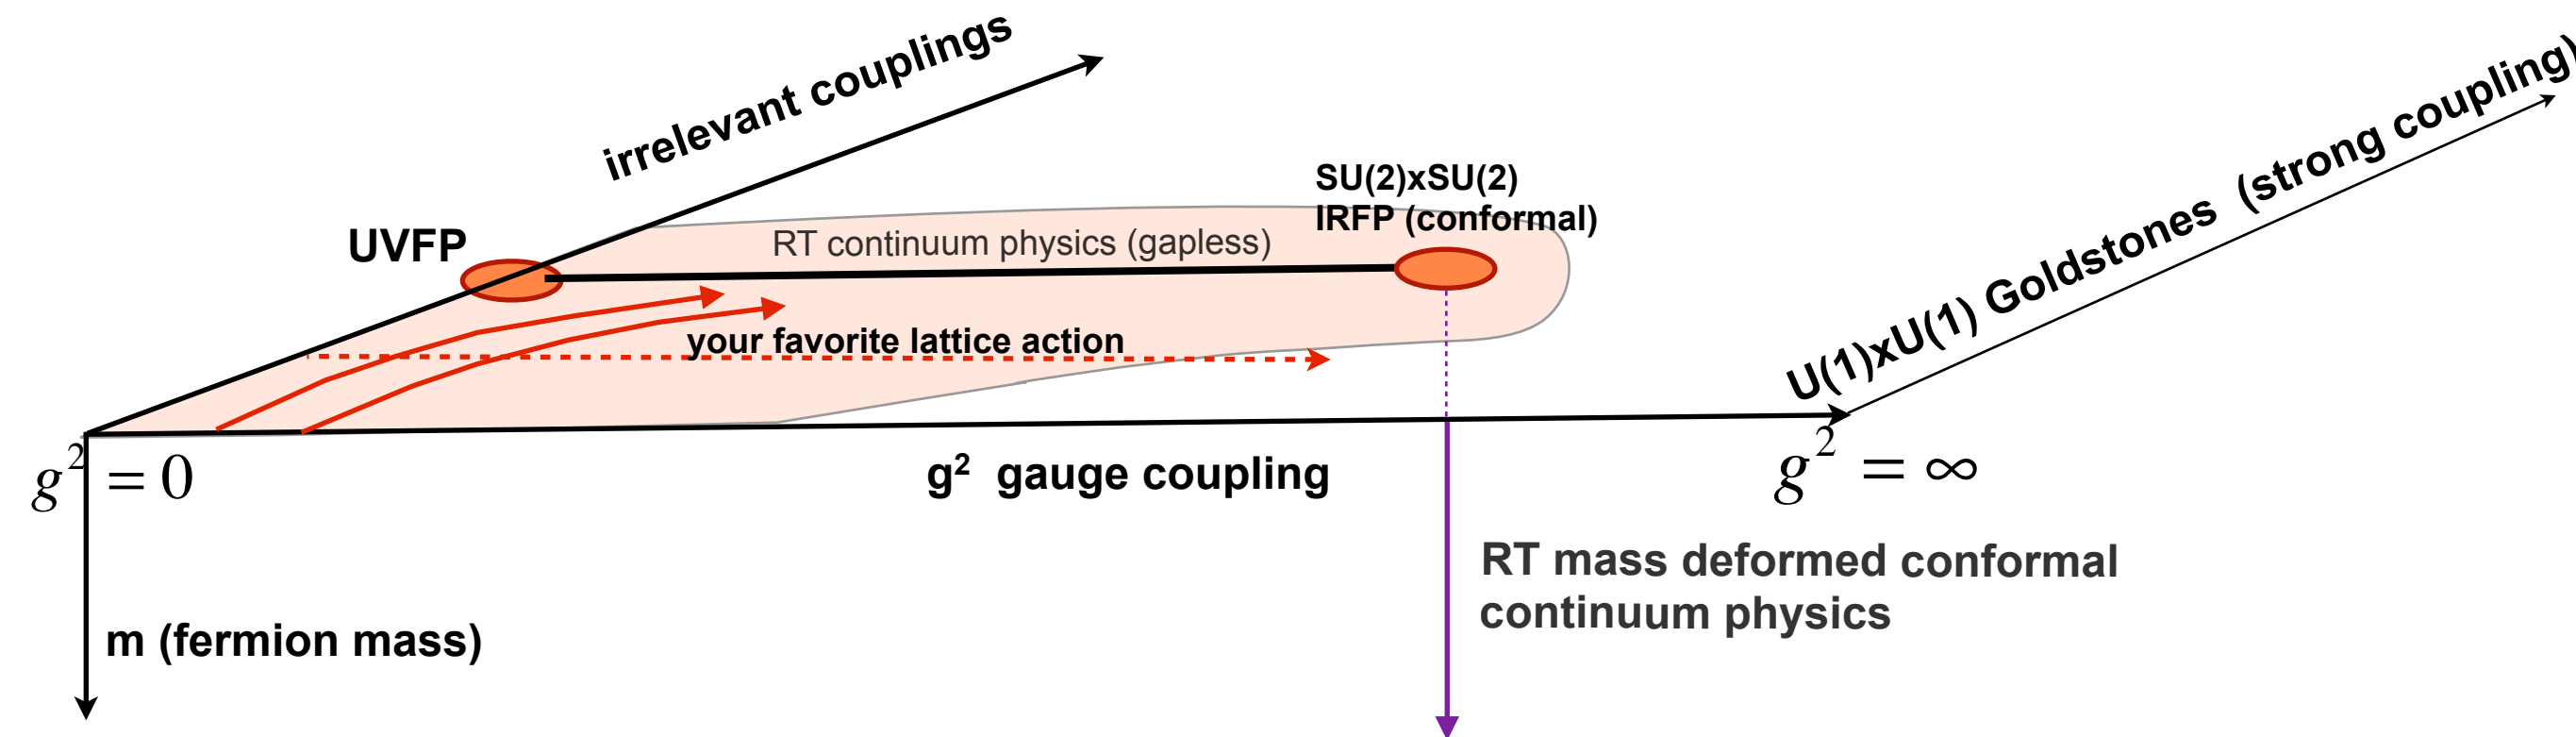 irrelevant couplings
SU(2)xSU(2)
IRFP (conformal)
UVFP
RT continuum physics (gapless)
U(1)xU(1) Goldstones (strong coupling)
your favorite lattice action
g² = 0
g² gauge coupling
g² = ∞
RT mass deformed conformal
continuum physics
m (fermion mass)